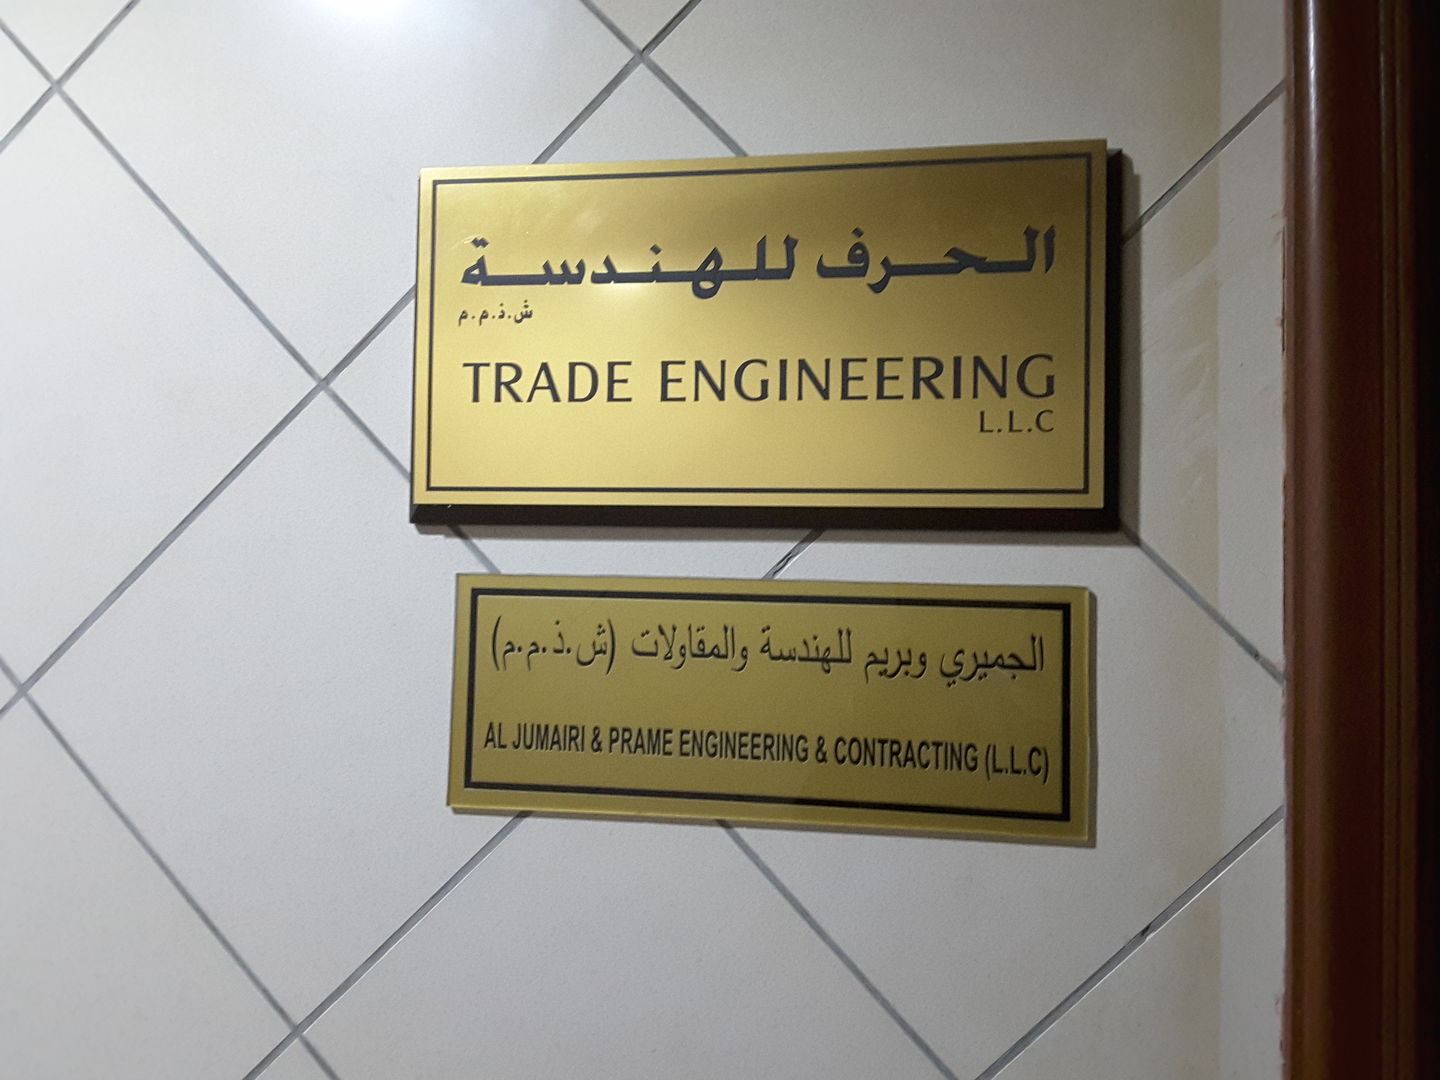 الحرف للهندسة
ش.ذ.م.م
TRADE ENGINEERING
L.L.C
الجميري وبريم للهندسة والمقاولات (ش.ذ.م.م)
AL JUMAIRI & PRAME ENGINEERING & CONTRACTING (L.L.C)